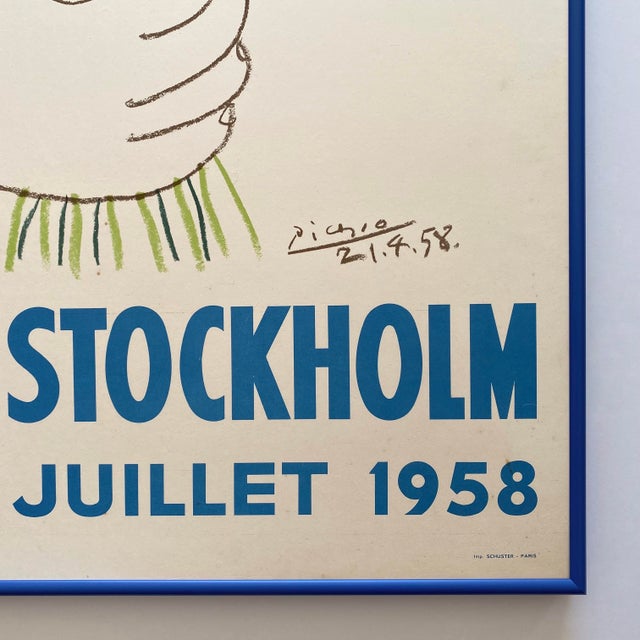 Picasso
21.4.58.
STOCKHOLM
JUILLET 1958
Imp. SCHUSTER - PARIS